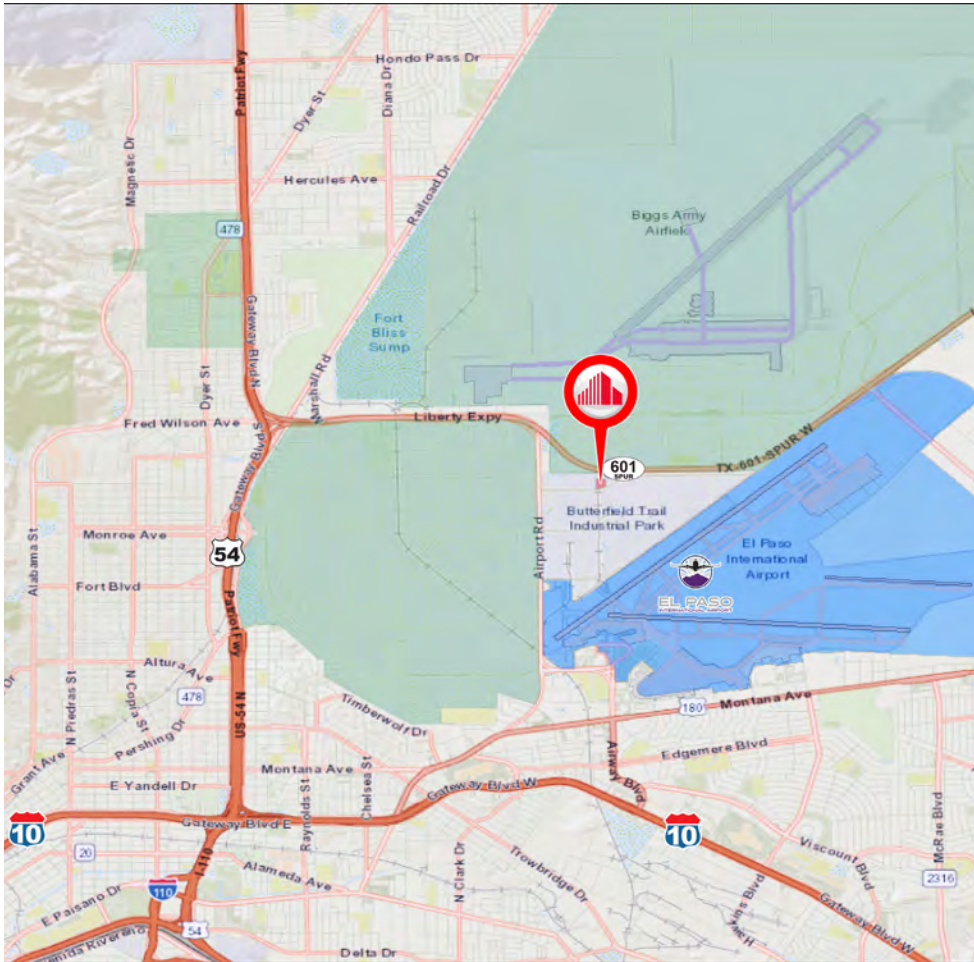 Patriot Fwy
Hondo Pass Dr
Diana Dr
Dyer St
Magnetic Dr
Hercules Ave
Railroad Dr
Biggs Army
Airfield
478
Fort
Bliss
Sump
Gateway Blvd N
Dyer St
Marshall Rd
Fred Wilson Ave
Liberty Expy
TX-601-SPUR W
601
SPUR
Gateway Blvd S
Butterfield Trail
Industrial Park
Airport Rd
El Paso
International
Airport
EL PASO
INTERNATIONAL AIRPORT
Alabama St
Monroe Ave
54
Fort Blvd
Patriot Fwy
Altura Ave
478
N Piedras St
N Copia St
Pershing Dr
US-54 N
Timberwolf Dr
180
Montana Ave
Grant Ave
Montana Ave
Chelsea St
Airway Blvd
Edgemere Blvd
E Yandell Dr
Gateway Blvd W
Reynolds St
10
Gateway Blvd E
10
McRae Blvd
Viscount Blvd
20
I-110
Alameda Ave
N Clark Dr
Trowbridge Dr
2316
110
E Paisano Dr
54
Gateway Blvd W
Delta Dr